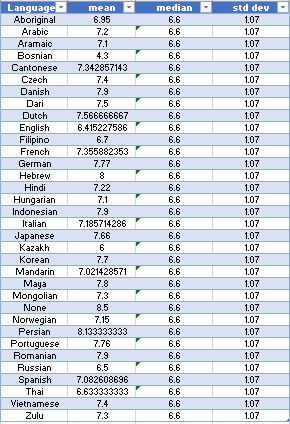 Language mean median std dev
Aboriginal 6.95 6.6 1.07
Arabic 7.2 6.6 1.07
Aramaic 7.1 6.6 1.07
Bosnian 4.3 6.6 1.07
Cantonese 7.342857143 6.6 1.07
Czech 7.4 6.6 1.07
Danish 7.9 6.6 1.07
Dari 7.5 6.6 1.07
Dutch 7.566666667 6.6 1.07
English 6.415227586 6.6 1.07
Filipino 6.7 6.6 1.07
French 7.355882353 6.6 1.07
German 7.77 6.6 1.07
Hebrew 8 6.6 1.07
Hindi 7.22 6.6 1.07
Hungarian 7.1 6.6 1.07
Indonesian 7.9 6.6 1.07
Italian 7.185714286 6.6 1.07
Japanese 7.66 6.6 1.07
Kazakh 6 6.6 1.07
Korean 7.7 6.6 1.07
Mandarin 7.021428571 6.6 1.07
Maya 7.8 6.6 1.07
Mongolian 7.3 6.6 1.07
None 8.5 6.6 1.07
Norwegian 7.15 6.6 1.07
Persian 8.133333333 6.6 1.07
Portuguese 7.76 6.6 1.07
Romanian 7.9 6.6 1.07
Russian 6.5 6.6 1.07
Spanish 7.082608696 6.6 1.07
Thai 6.633333333 6.6 1.07
Vietnamese 7.4 6.6 1.07
Zulu 7.3 6.6 1.07